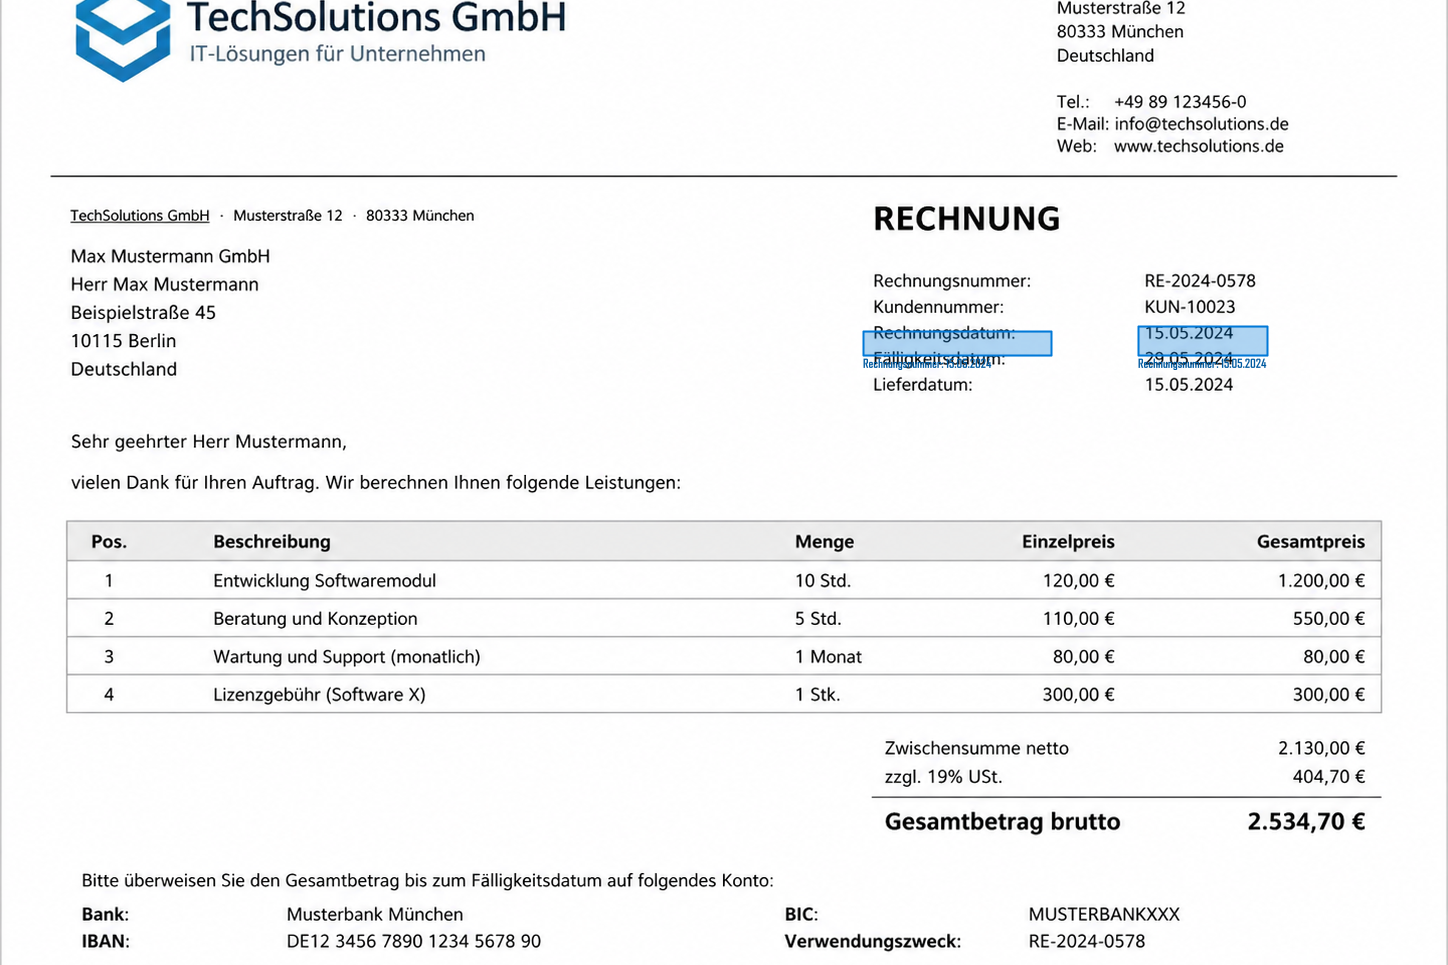 TechSolutions GmbH
IT-Lösungen für Unternehmen
Musterstraße 12
80333 München
Deutschland
Tel.: +49 89 123456-0
E-Mail: info@techsolutions.de
Web: www.techsolutions.de
TechSolutions GmbH · Musterstraße 12 · 80333 München
Max Mustermann GmbH
Herr Max Mustermann
Beispielstraße 45
10115 Berlin
Deutschland
RECHNUNG
Rechnungsnummer: RE-2024-0578
Kundennummer: KUN-10023
Rechnungsdatum: 15.05.2024
Fälligkeitsdatum: 29.05.2024
Rechnungsnummer: Rechnungsnummer: 15.05.2024
Lieferdatum: 15.05.2024
Sehr geehrter Herr Mustermann,
vielen Dank für Ihren Auftrag. Wir berechnen Ihnen folgende Leistungen:
Pos. Beschreibung Menge Einzelpreis Gesamtpreis
1 Entwicklung Softwaremodul 10 Std. 120,00 € 1.200,00 €
2 Beratung und Konzeption 5 Std. 110,00 € 550,00 €
3 Wartung und Support (monatlich) 1 Monat 80,00 € 80,00 €
4 Lizenzgebühr (Software X) 1 Stk. 300,00 € 300,00 €
Zwischensumme netto 2.130,00 €
zzgl. 19% USt. 404,70 €
Gesamtbetrag brutto 2.534,70 €
Bitte überweisen Sie den Gesamtbetrag bis zum Fälligkeitsdatum auf folgendes Konto:
Bank: Musterbank München BIC: MUSTERBANKXXX
IBAN: DE12 3456 7890 1234 5678 90 Verwendungszweck: RE-2024-0578